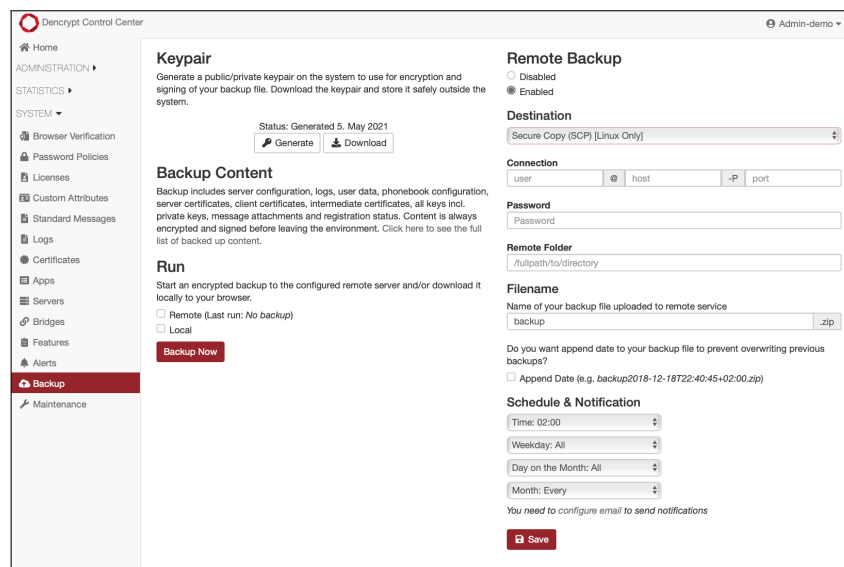 Dencrypt Control Center
Admin-demo
Home
ADMINISTRATION
STATISTICS
SYSTEM
Browser Verification
Password Policies
Licenses
Custom Attributes
Standard Messages
Logs
Certificates
Apps
Servers
Bridges
Features
Alerts
Backup
Maintenance
Keypair
Generate a public/private keypair on the system to use for encryption and
signing of your backup file. Download the keypair and store it safely outside the
system.
Status: Generated 5. May 2021
Generate
Download
Backup Content
Backup includes server configuration, logs, user data, phonebook configuration,
server certificates, client certificates, intermediate certificates, all keys incl.
private keys, message attachments and registration status. Content is always
encrypted and signed before leaving the environment. Click here to see the full
list of backed up content.
Run
Start an encrypted backup to the configured remote server and/or download it
locally to your browser.
Remote (Last run: No backup)
Local
Backup Now
Remote Backup
Disabled
Enabled
Destination
Secure Copy (SCP) [Linux Only]
Connection
user @ host -P port
Password
Password
Remote Folder
/fullpath/to/directory
Filename
Name of your backup file uploaded to remote service
backup .zip
Do you want append date to your backup file to prevent overwriting previous
backups?
Append Date (e.g. backup2018-12-18T22:40:45+02:00.zip)
Schedule & Notification
Time: 02:00
Weekday: All
Day on the Month: All
Month: Every
You need to configure email to send notifications
Save